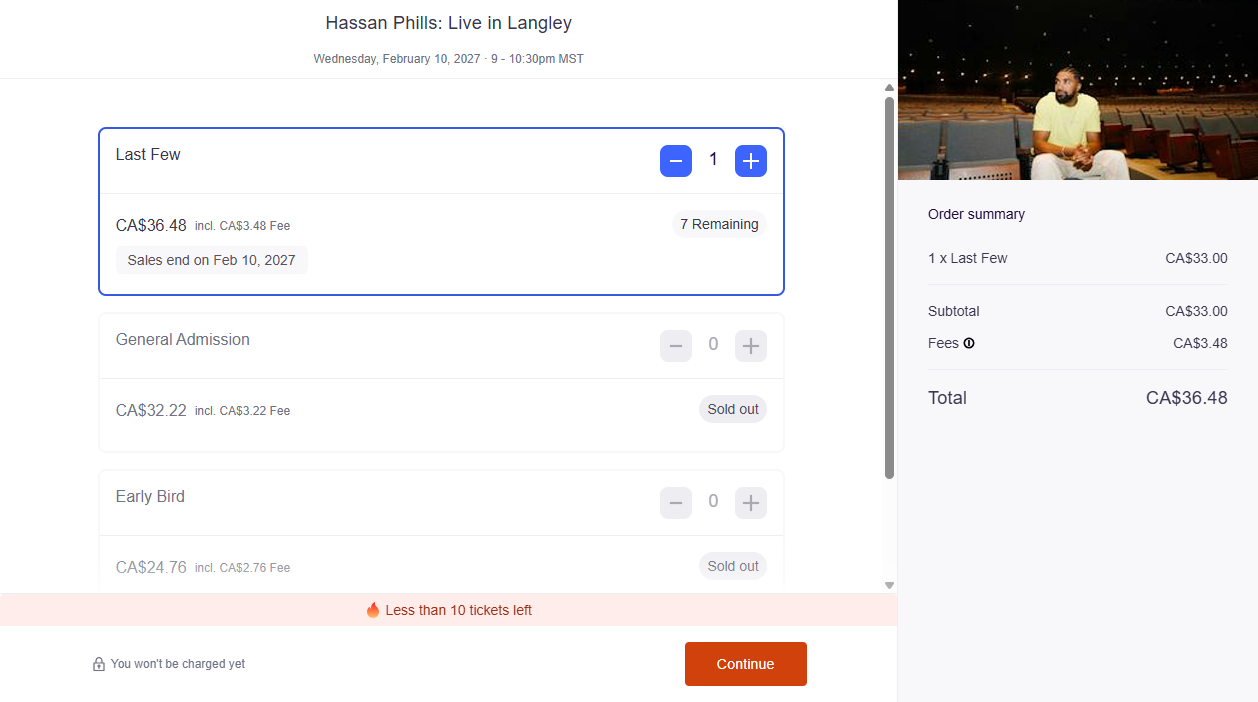 Hassan Phills: Live in Langley
Wednesday, February 10, 2027 · 9 - 10:30pm MST
Last Few
1
CA$36.48 incl. CA$3.48 Fee
7 Remaining
Sales end on Feb 10, 2027
General Admission
0
CA$32.22 incl. CA$3.22 Fee
Sold out
Early Bird
0
CA$24.76 incl. CA$2.76 Fee
Sold out
Less than 10 tickets left
You won't be charged yet
Continue
Order summary
1 x Last Few CA$33.00
Subtotal CA$33.00
Fees CA$3.48
Total CA$36.48